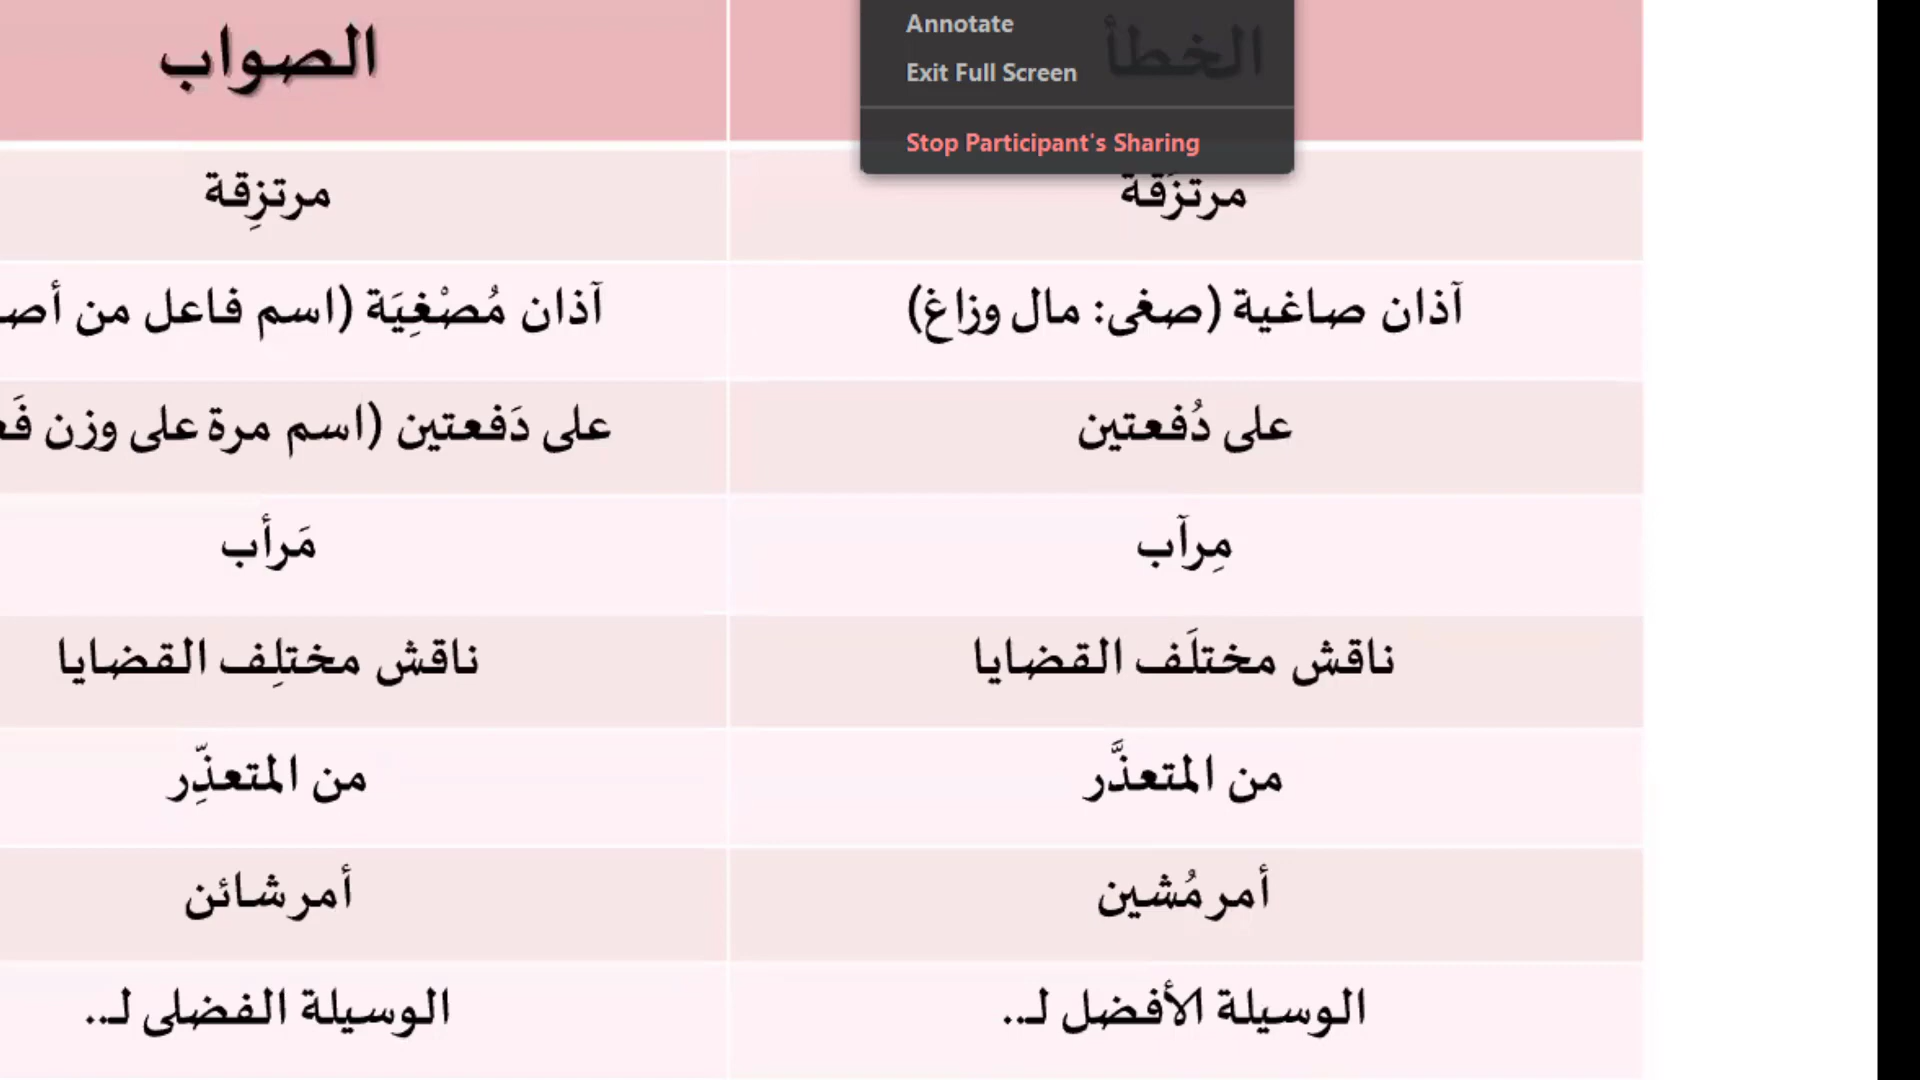 Annotate
Exit Full Screen
Stop Participant's Sharing
الخطأ
الصواب
مرتزَقة
مرتزِقة
آذان صاغية (صغى: مال وزاغ)
آذان مُصْغِيَة (اسم فاعل من
على دُفعتين
على دَفعتين (اسم مرة على وزن
مِرآب
مَرأب
ناقش مختلَف القضايا
ناقش مختلِف القضايا
من المتعذَّر
من المتعذِّر
أمر مُشين
أمر شائن
الوسيلة الأفضل لـ..
الوسيلة الفضلى لـ..